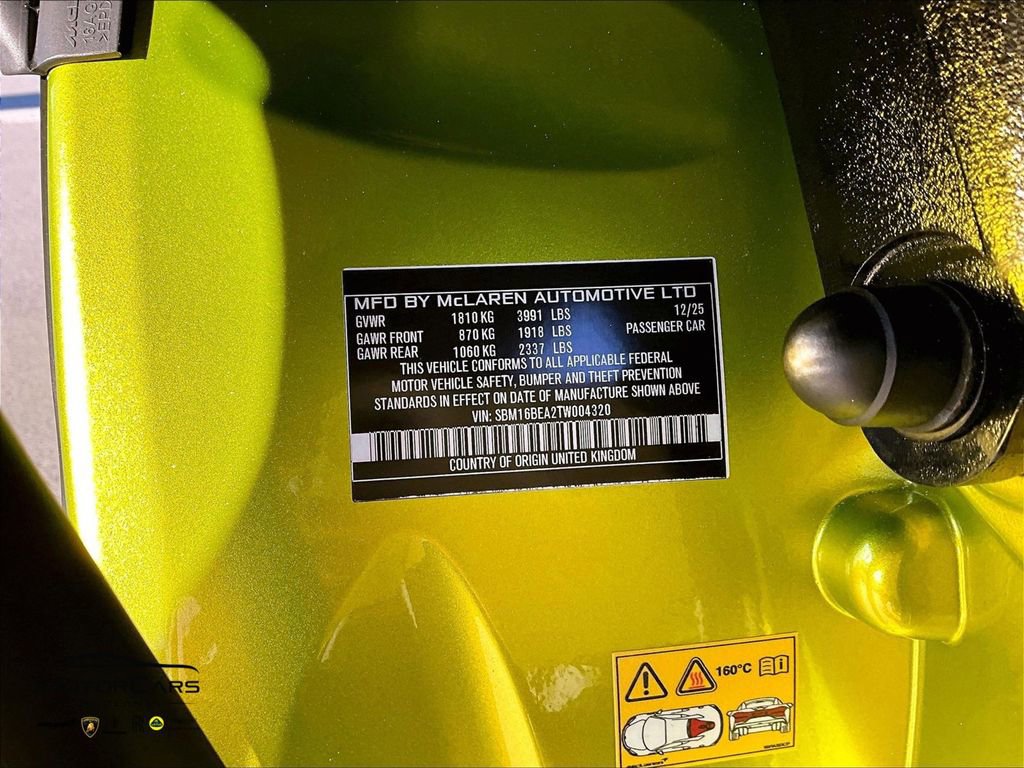 >EPD
MFD BY McLAREN AUTOMOTIVE LTD
GVWR 1810 KG 3991 LBS 12/25
GAWR FRONT 870 KG 1918 LBS PASSENGER CAR
GAWR REAR 1060 KG 2337 LBS
THIS VEHICLE CONFORMS TO ALL APPLICABLE FEDERAL
MOTOR VEHICLE SAFETY, BUMPER AND THEFT PREVENTION
STANDARDS IN EFFECT ON DATE OF MANUFACTURE SHOWN ABOVE
VIN: SBM16BEA2TW004320
COUNTRY OF ORIGIN UNITED KINGDOM
160°C